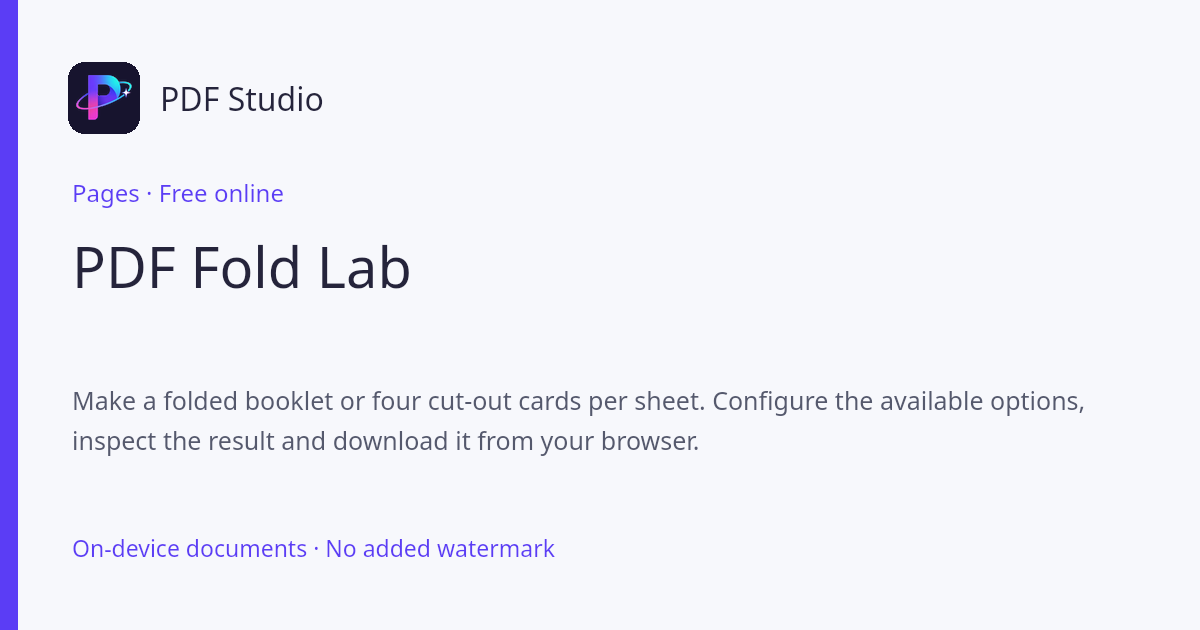 PDF Studio
Pages · Free online
PDF Fold Lab
Make a folded booklet or four cut-out cards per sheet. Configure the available options,
inspect the result and download it from your browser.
On-device documents · No added watermark